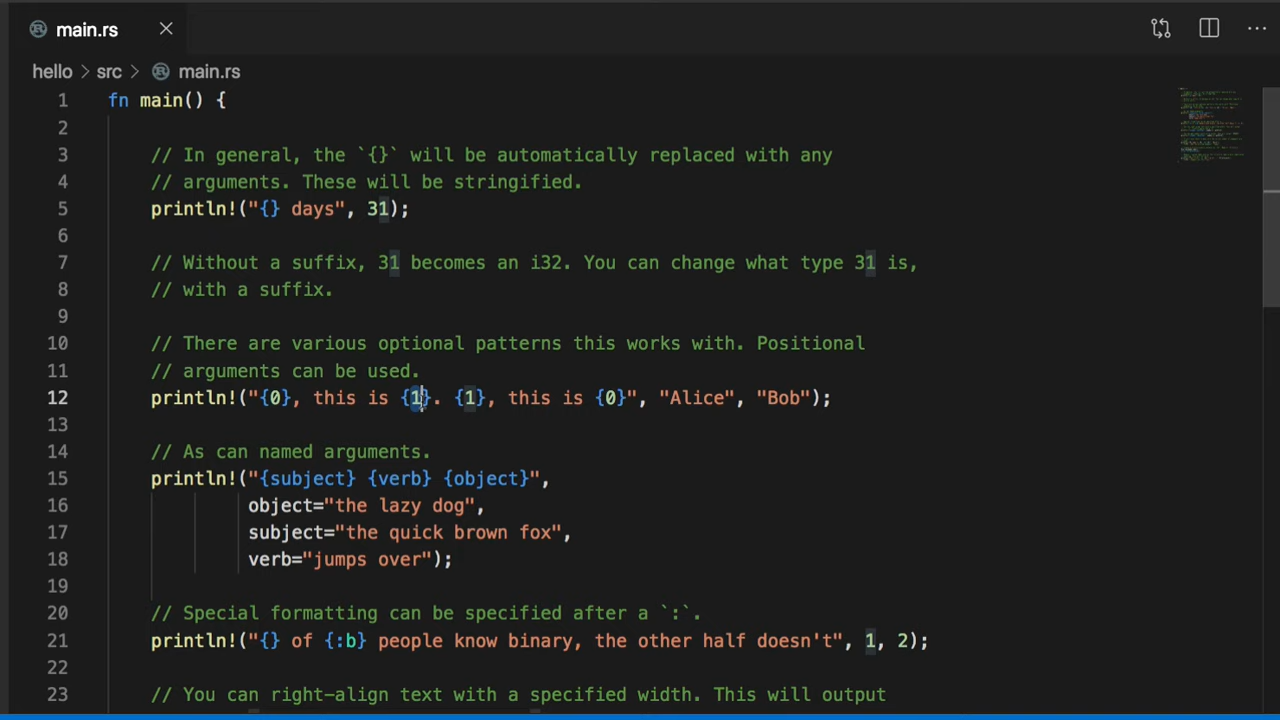 main.rs
hello > src > main.rs
1 fn main() {
2
3 // In general, the `{}` will be automatically replaced with any
4 // arguments. These will be stringified.
5 println!("{} days", 31);
6
7 // Without a suffix, 31 becomes an i32. You can change what type 31 is,
8 // with a suffix.
9
10 // There are various optional patterns this works with. Positional
11 // arguments can be used.
12 println!("{0}, this is {1}. {1}, this is {0}", "Alice", "Bob");
13
14 // As can named arguments.
15 println!("{subject} {verb} {object}",
16 object="the lazy dog",
17 subject="the quick brown fox",
18 verb="jumps over");
19
20 // Special formatting can be specified after a `:`.
21 println!("{} of {:b} people know binary, the other half doesn't", 1, 2);
22
23 // You can right-align text with a specified width. This will output